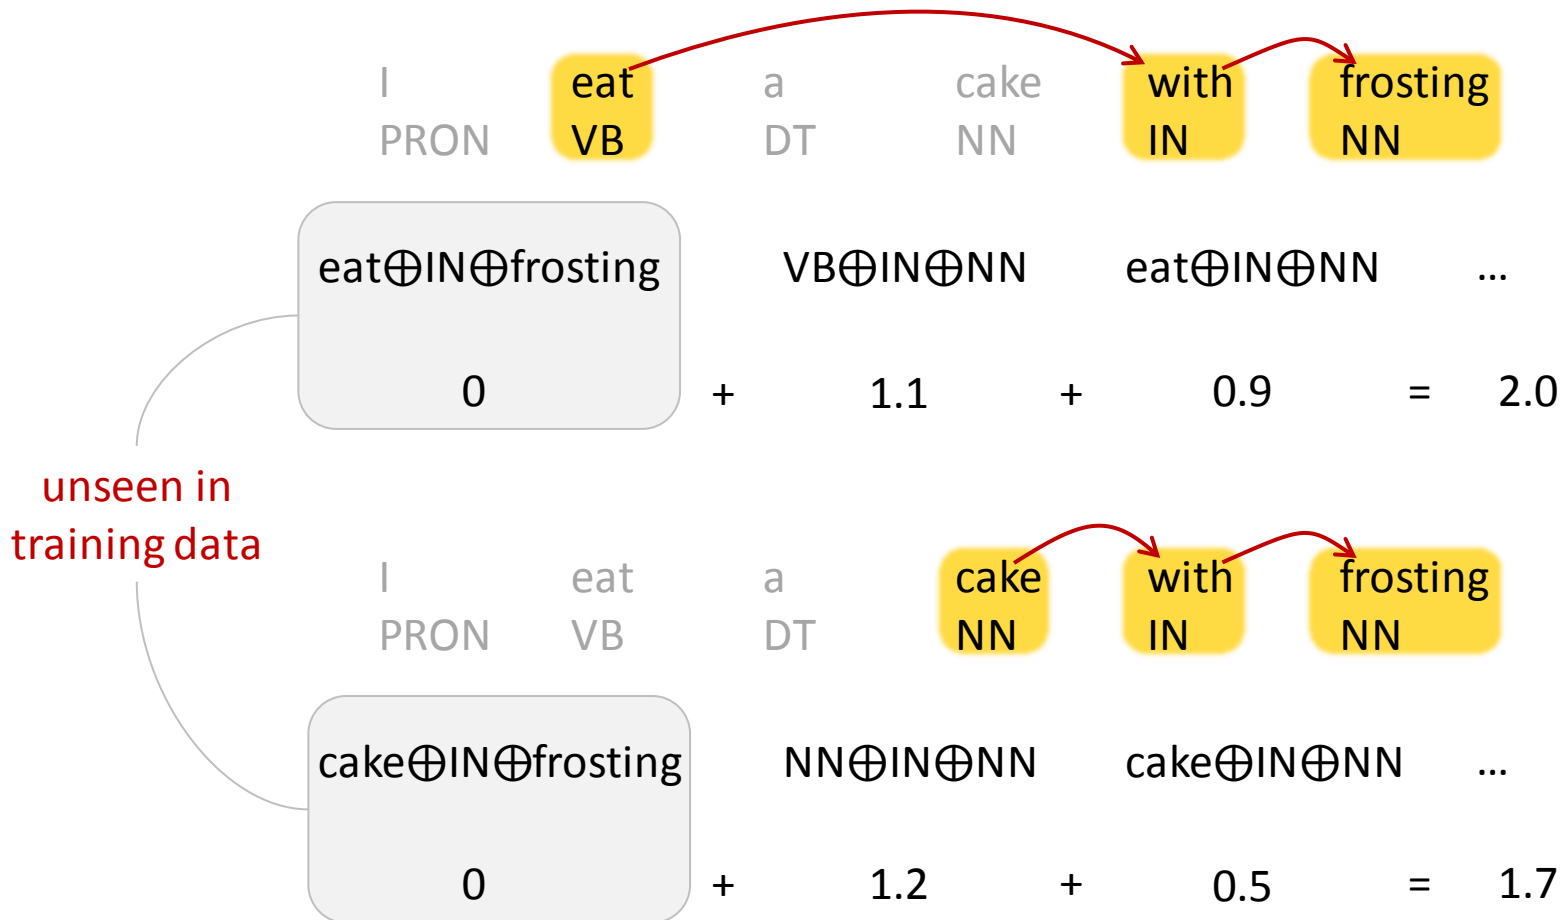 I eat a cake with frosting
PRON VB DT NN IN NN
eat⊕IN⊕frosting VB⊕IN⊕NN eat⊕IN⊕NN ...
0 + 1.1 + 0.9 = 2.0
unseen in
training data
I eat a cake with frosting
PRON VB DT NN IN NN
cake⊕IN⊕frosting NN⊕IN⊕NN cake⊕IN⊕NN ...
0 + 1.2 + 0.5 = 1.7